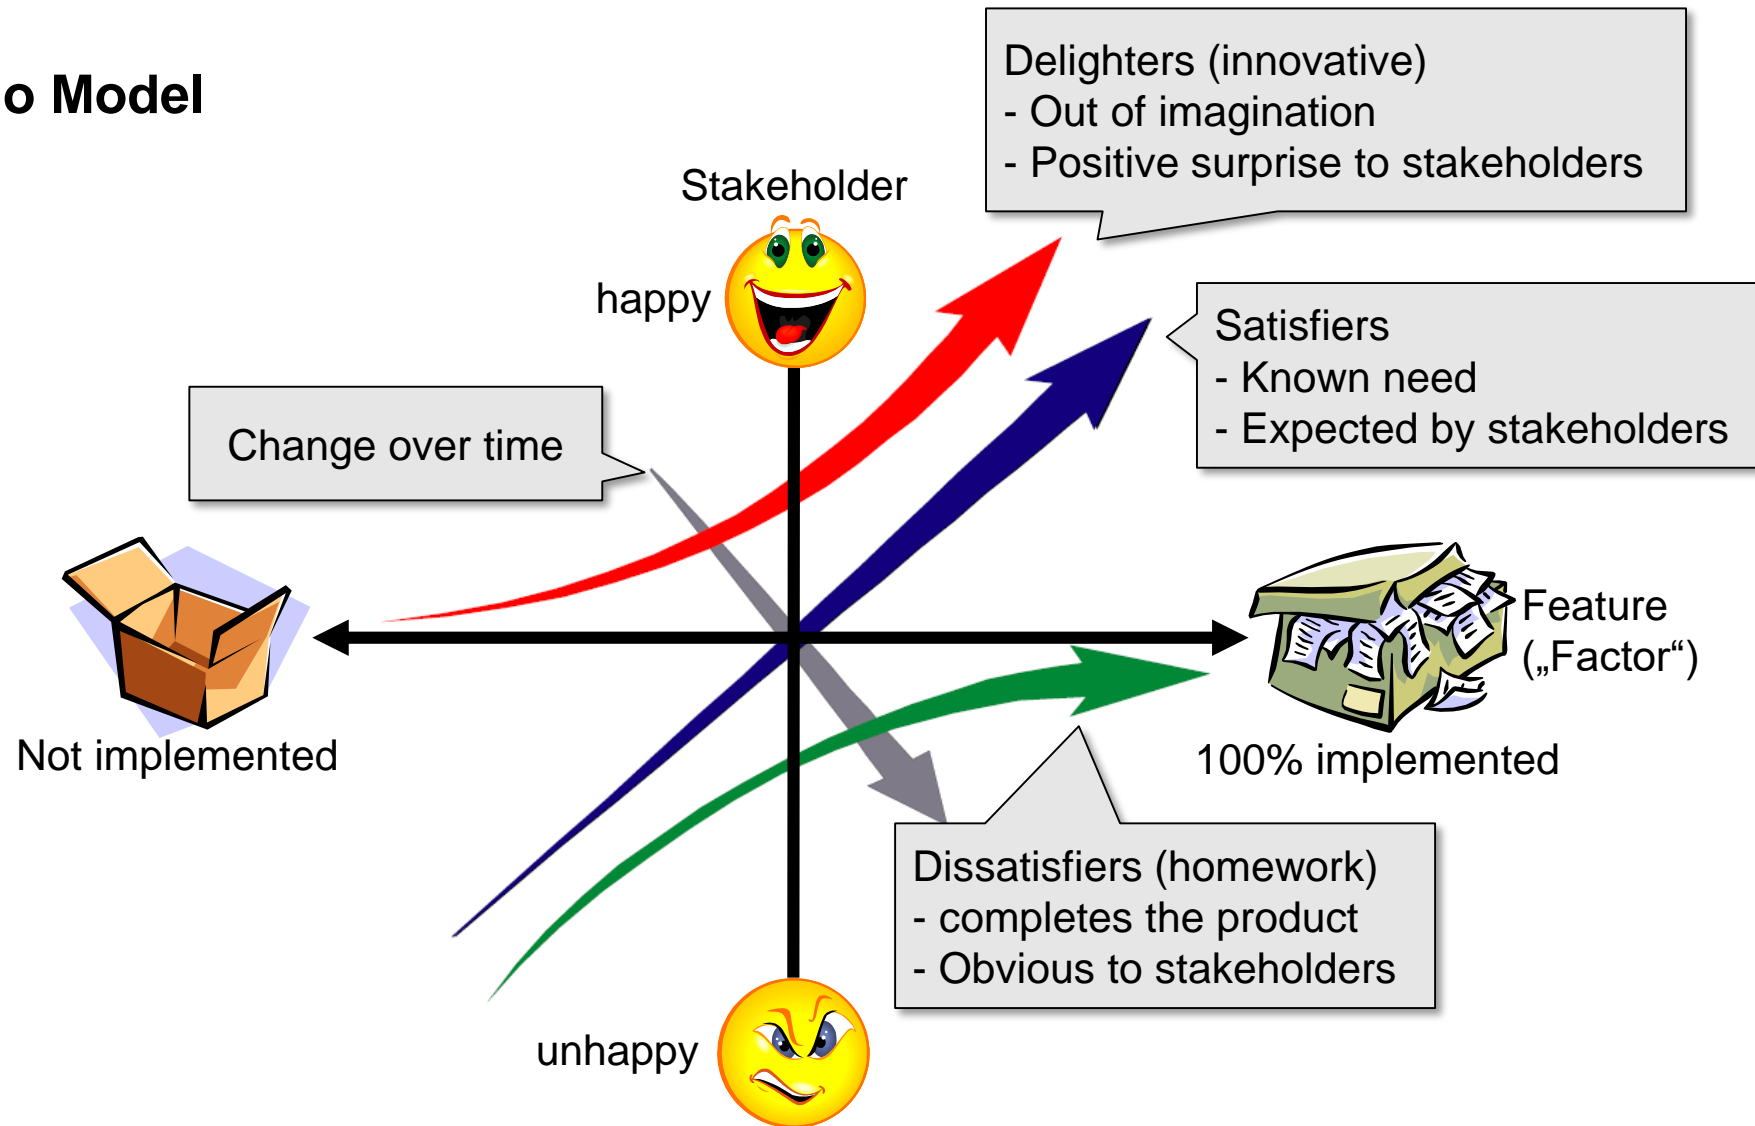 o Model
Delighters (innovative)
- Out of imagination
- Positive surprise to stakeholders
Stakeholder
happy
Satisfiers
- Known need
- Expected by stakeholders
Change over time
Feature
(„Factor“)
Not implemented
100% implemented
Dissatisfiers (homework)
- completes the product
- Obvious to stakeholders
unhappy